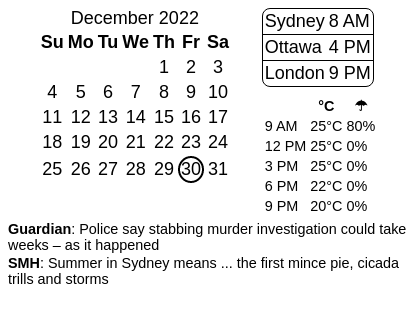 December 2022
Su Mo Tu We Th Fr Sa
1 2 3
4 5 6 7 8 9 10
11 12 13 14 15 16 17
18 19 20 21 22 23 24
25 26 27 28 29 30 31
Sydney 8 AM
Ottawa 4 PM
London 9 PM
°C ☂
9 AM 25°C 80%
12 PM 25°C 0%
3 PM 25°C 0%
6 PM 22°C 0%
9 PM 20°C 0%
Guardian: Police say stabbing murder investigation could take
weeks – as it happened
SMH: Summer in Sydney means ... the first mince pie, cicada
trills and storms